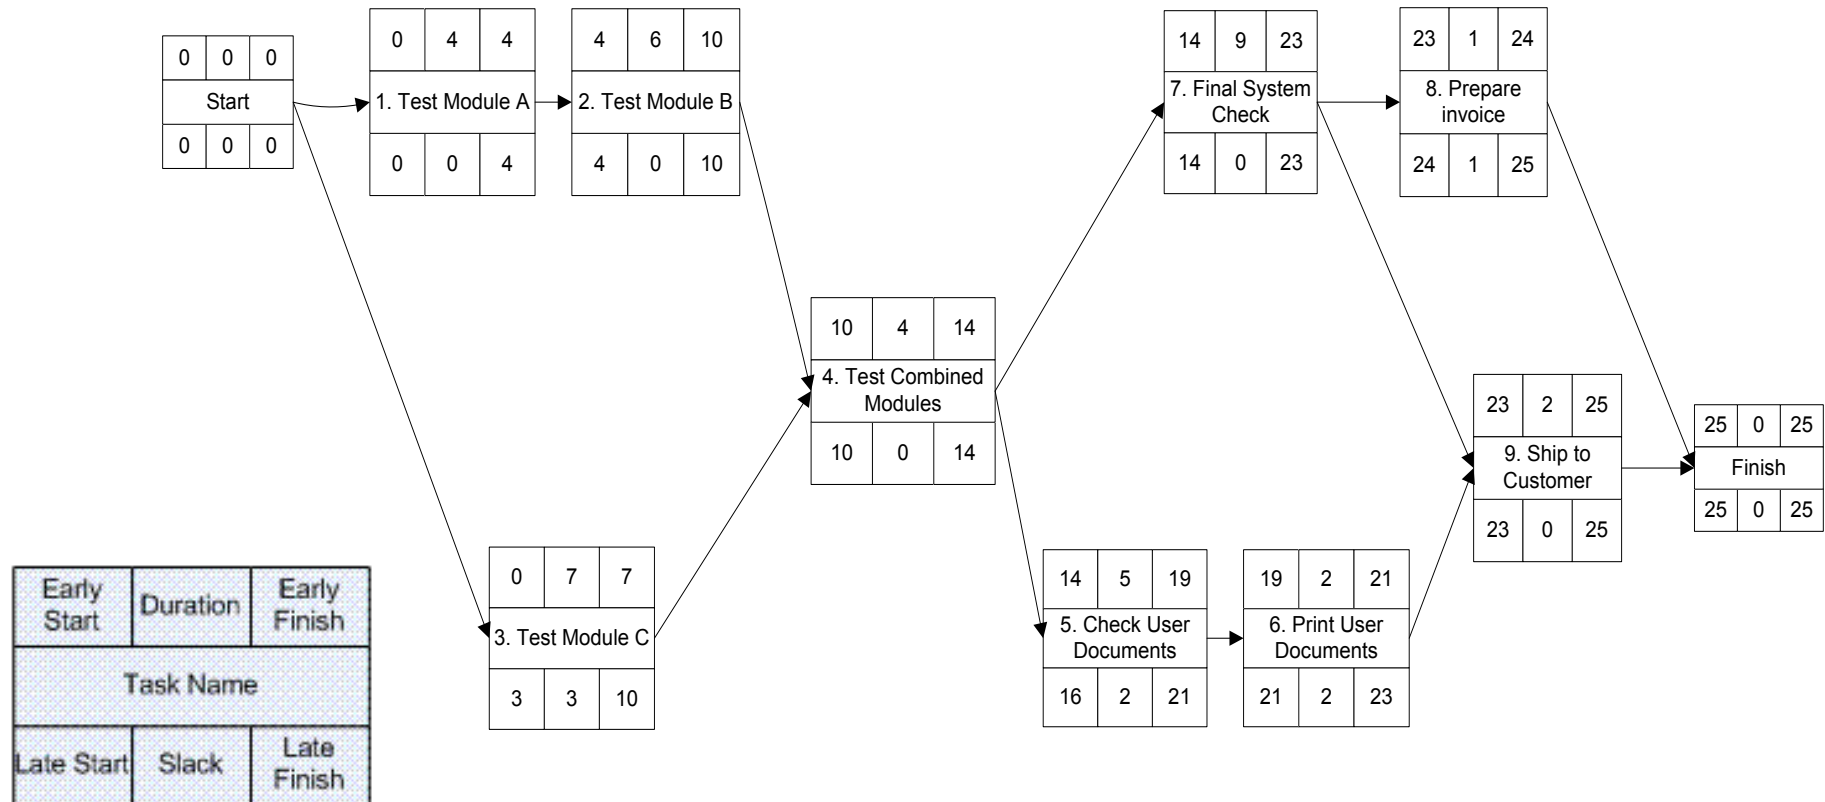 0 0 0
Start
0 0 0
0 4 4
1. Test Module A
0 0 4
4 6 10
2. Test Module B
4 0 10
0 7 7
3. Test Module C
3 3 10
10 4 14
4. Test Combined
Modules
10 0 14
14 9 23
7. Final System
Check
14 0 23
23 1 24
8. Prepare
invoice
24 1 25
14 5 19
5. Check User
Documents
16 2 21
19 2 21
6. Print User
Documents
21 2 23
23 2 25
9. Ship to
Customer
23 0 25
25 0 25
Finish
25 0 25
Early
Start
Duration
Early
Finish
Task Name
Late Start
Slack
Late
Finish